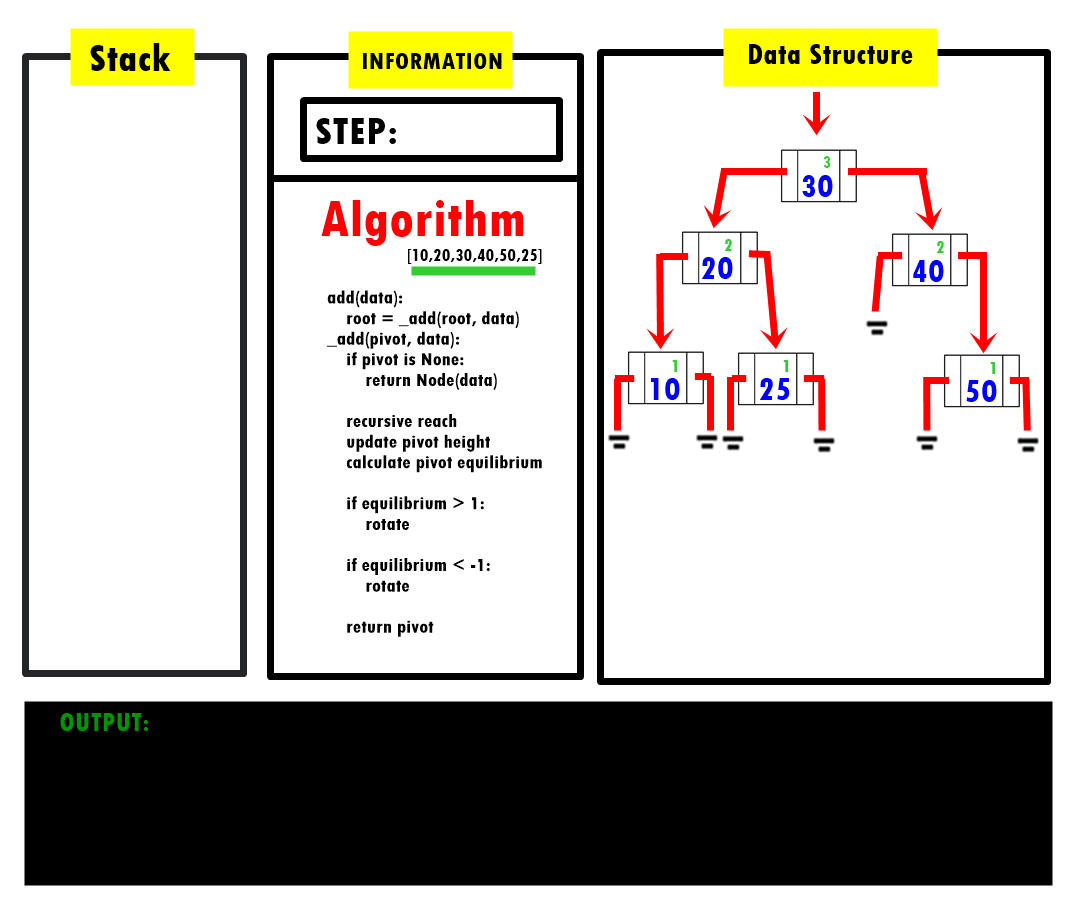 Stack
INFORMATION
STEP:
Algorithm
[10,20,30,40,50,25]
add(data):
root = _add(root, data)
_add(pivot, data):
if pivot is None:
return Node(data)
recursive reach
update pivot height
calculate pivot equilibrium
if equilibrium > 1:
rotate
if equilibrium < -1:
rotate
return pivot
Data Structure
3
30
2
20
2
40
1
10
1
25
1
50
OUTPUT: